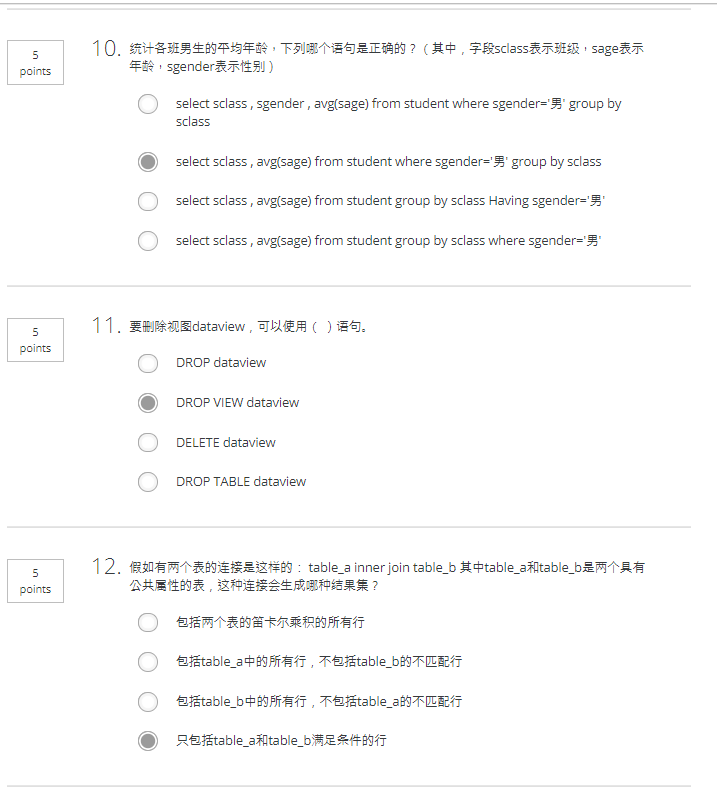 5
points
10. 统计各班男生的平均年龄，下列哪个语句是正确的？（其中，字段sclass表示班级，sage表示
年龄，sgender表示性别）
select sclass , sgender , avg(sage) from student where sgender='男' group by
sclass
select sclass , avg(sage) from student where sgender='男' group by sclass
select sclass , avg(sage) from student group by sclass Having sgender='男'
select sclass , avg(sage) from student group by sclass where sgender='男'
5
points
11. 要删除视图dataview，可以使用（ ）语句。
DROP dataview
DROP VIEW dataview
DELETE dataview
DROP TABLE dataview
5
points
12. 假如有两个表的连接是这样的： table_a inner join table_b 其中table_a和table_b是两个具有
公共属性的表，这种连接会生成哪种结果集？
包括两个表的笛卡尔乘积的所有行
包括table_a中的所有行，不包括table_b的不匹配行
包括table_b中的所有行，不包括table_a的不匹配行
只包括table_a和table_b满足条件的行